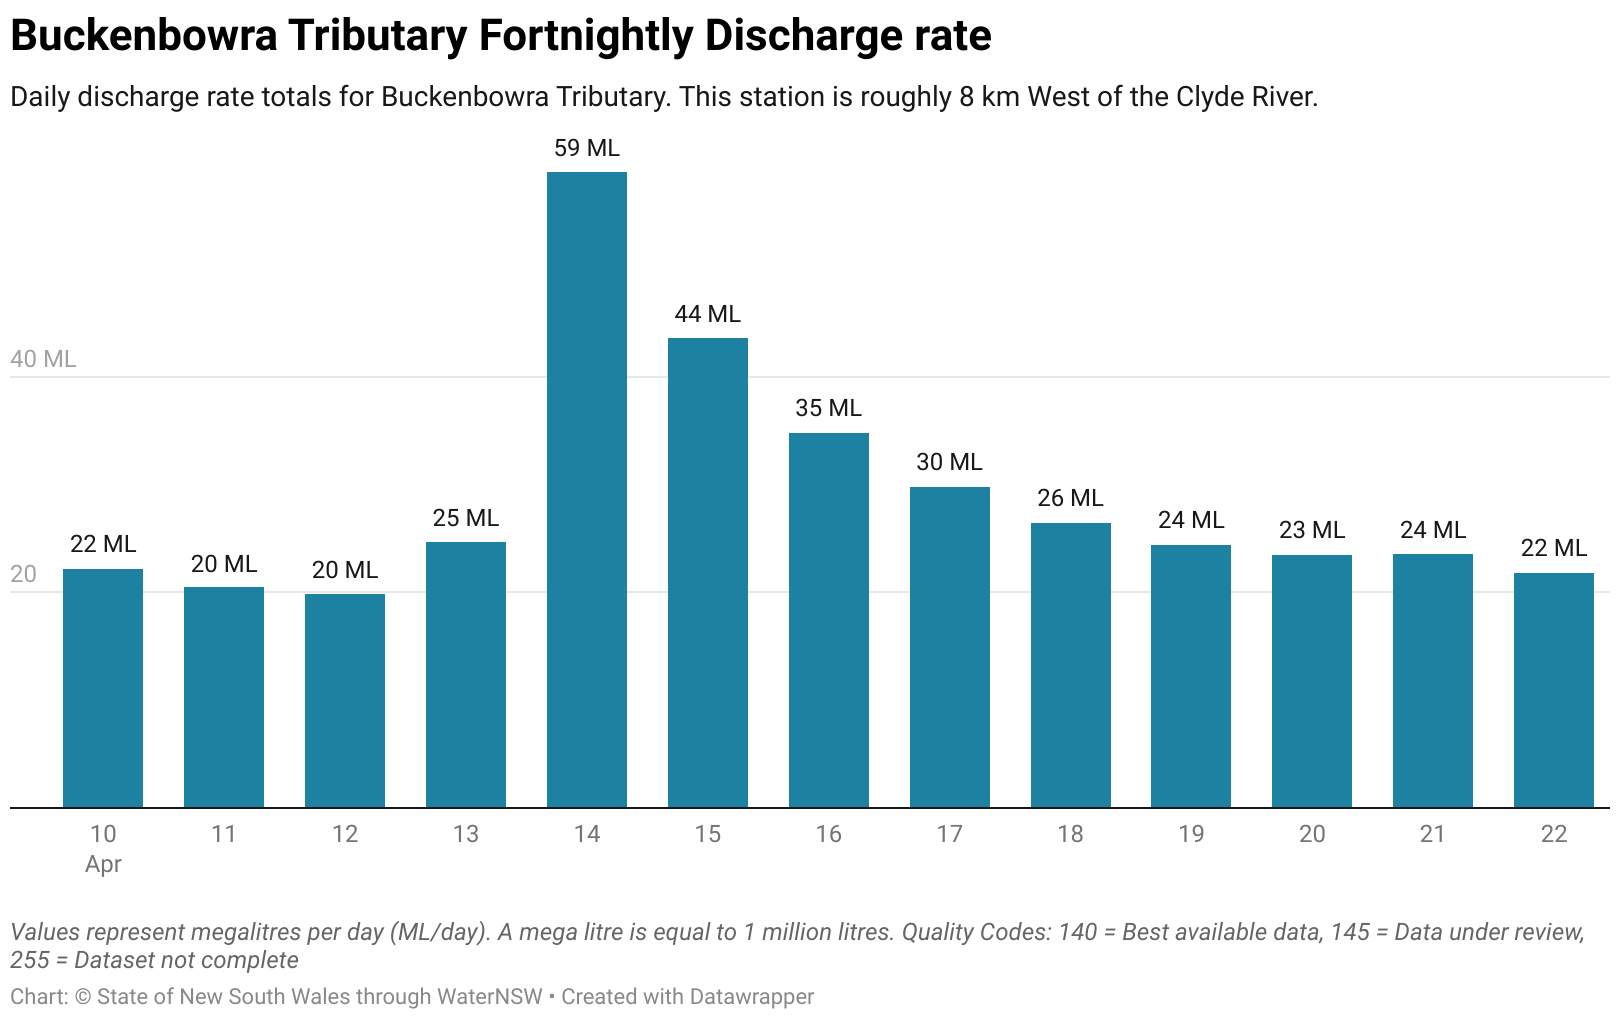 Buckenbowra Tributary Fortnightly Discharge rate
Daily discharge rate totals for Buckenbowra Tributary. This station is roughly 8 km West of the Clyde River.
59 ML
44 ML
40 ML
35 ML
30 ML
26 ML
25 ML
24 ML
23 ML
24 ML
22 ML
22 ML
20 ML
20 ML
20
10 11 12 13 14 15 16 17 18 19 20 21 22
Apr
Values represent megalitres per day (ML/day). A mega litre is equal to 1 million litres. Quality Codes: 140 = Best available data, 145 = Data under review,
255 = Dataset not complete
Chart: © State of New South Wales through WaterNSW • Created with Datawrapper